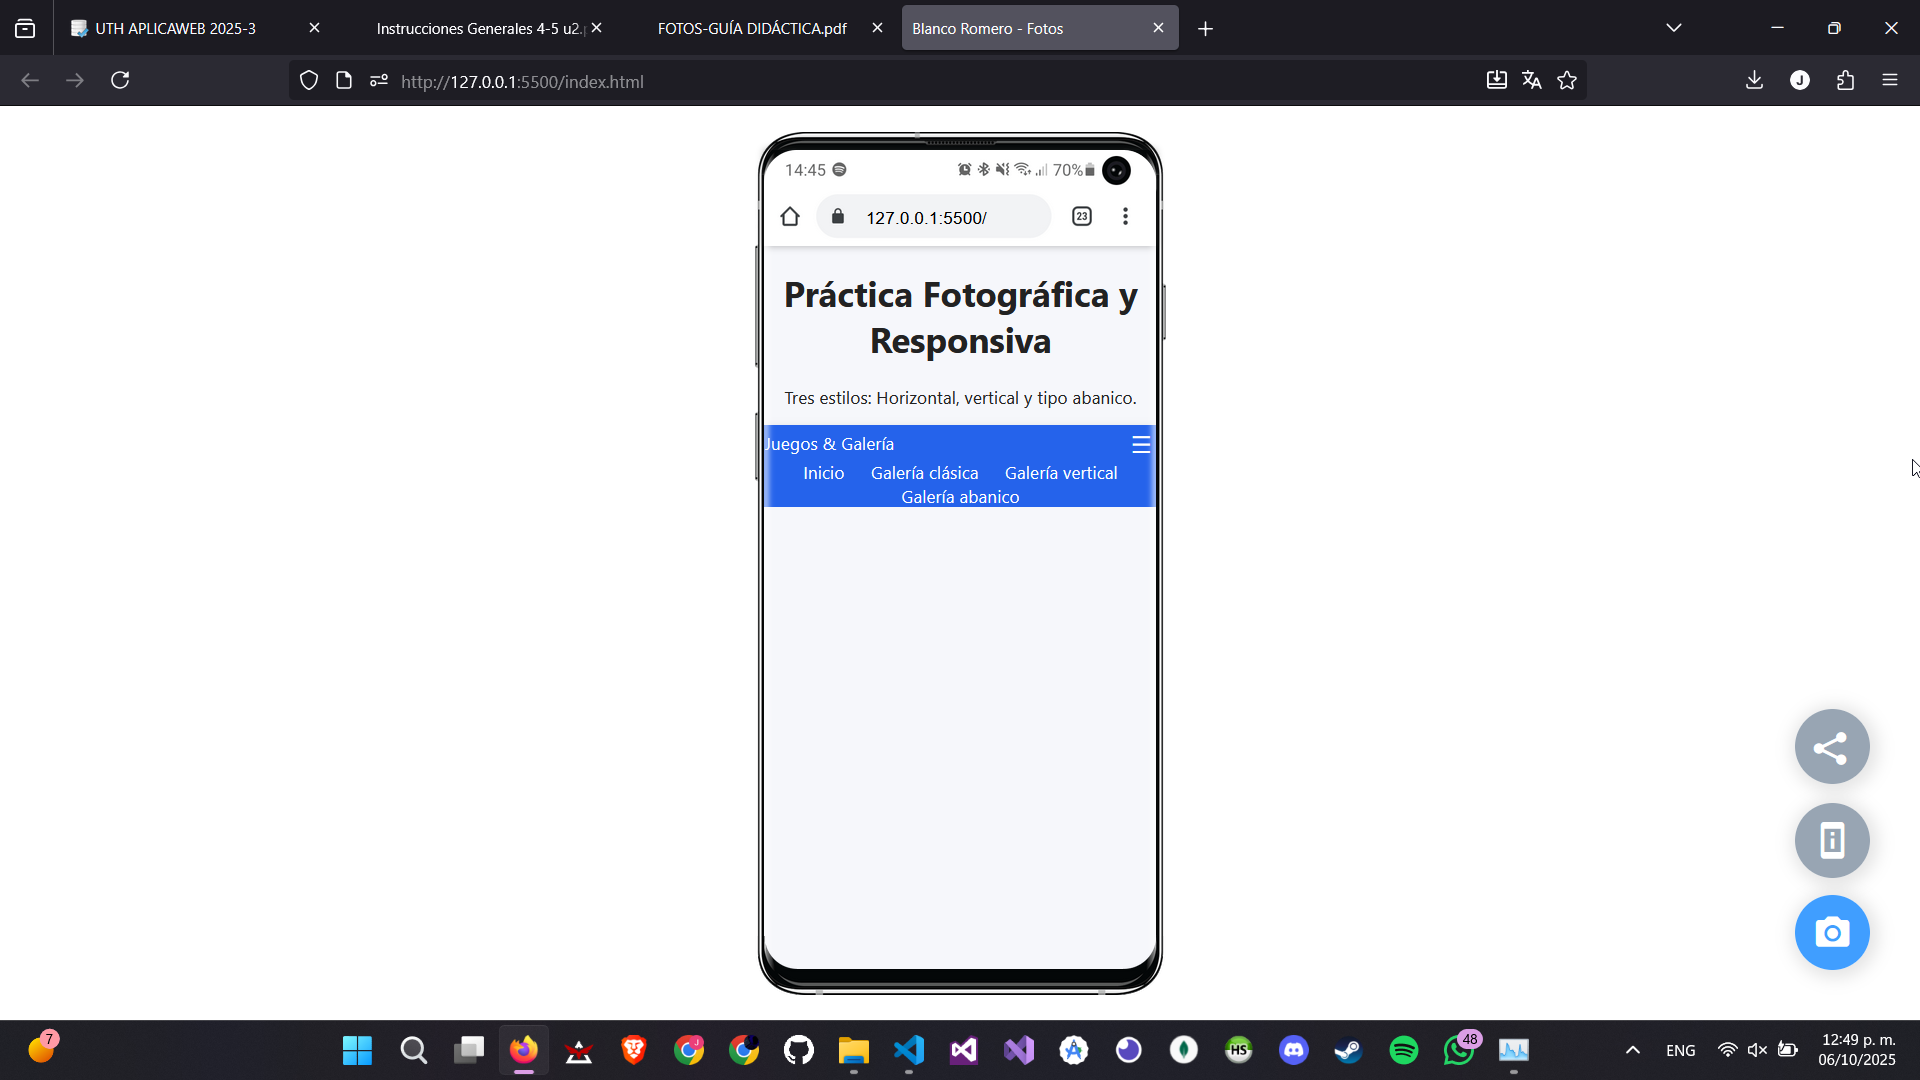 UTH APLICAWEB 2025-3
Instrucciones Generales 4-5 u2.
FOTOS-GUÍA DIDÁCTICA.pdf
Blanco Romero - Fotos
http://127.0.0.1:5500/index.html
J
14:45
70%
127.0.0.1:5500/
23
Práctica Fotográfica y
Responsiva
Tres estilos: Horizontal, vertical y tipo abanico.
Juegos & Galería
Inicio Galería clásica Galería vertical
Galería abanico
7
J
HS
48
ENG
12:49 p. m.
06/10/2025